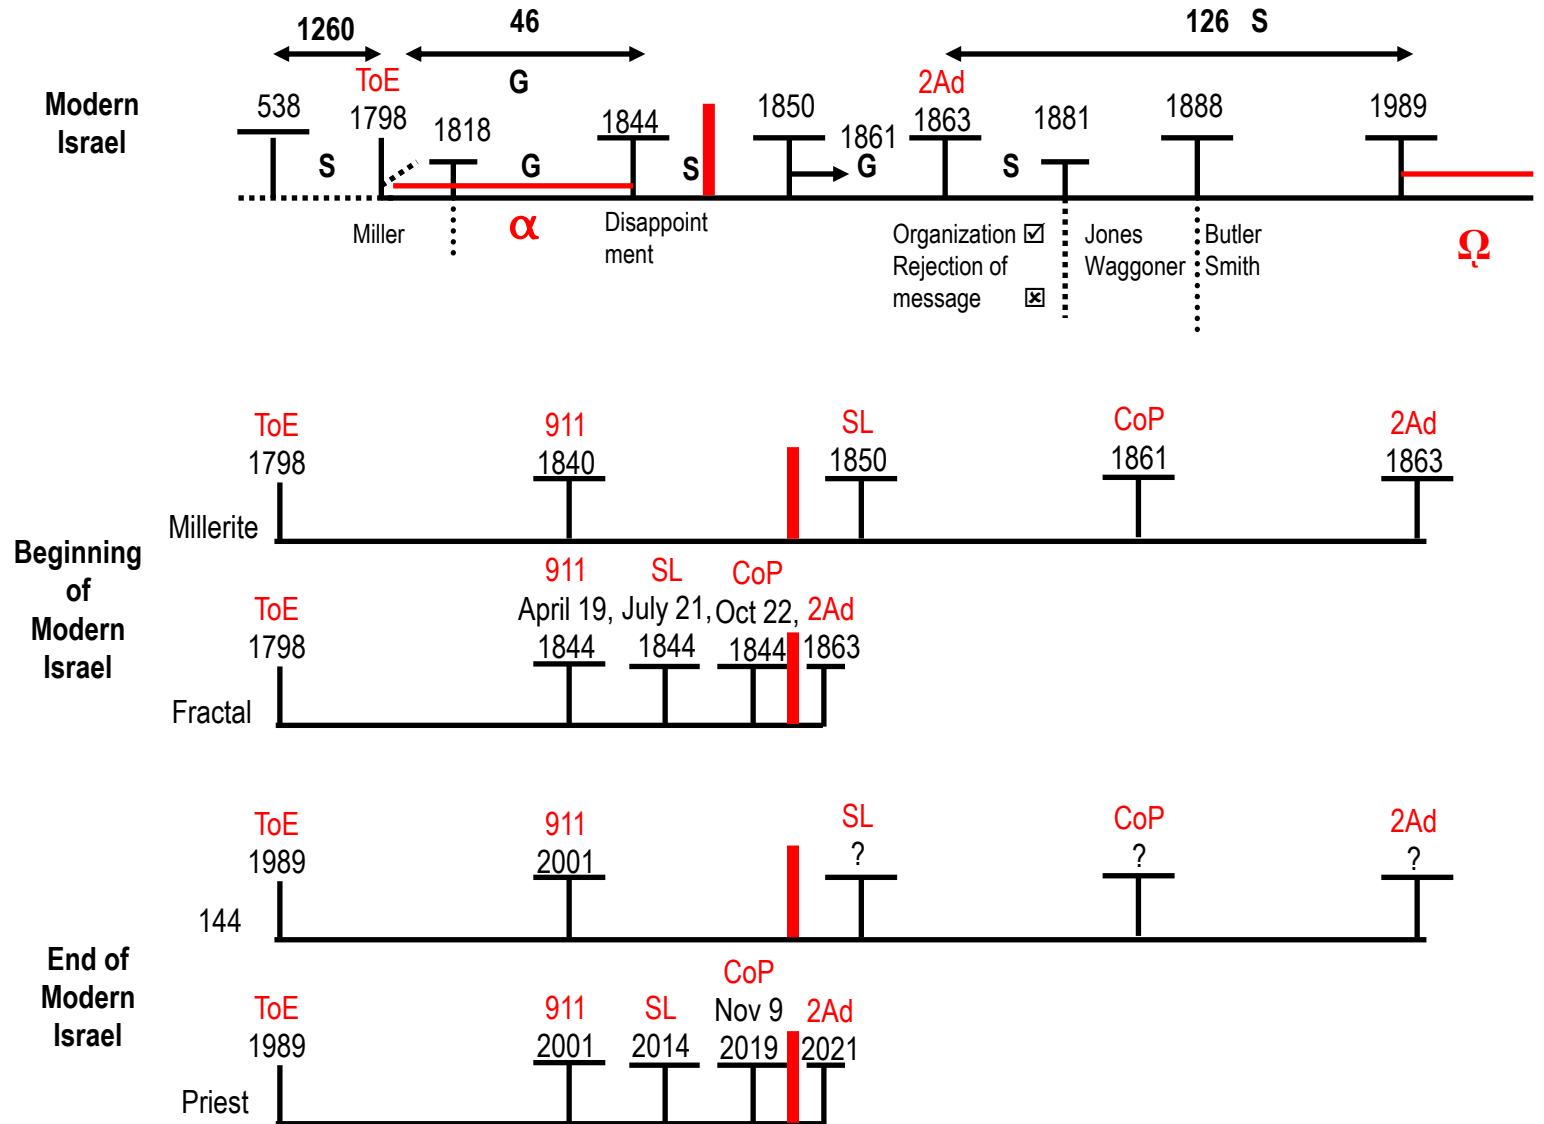 1260
46
126 S
ToE
G
2Ad
Modern
Israel
538
1798
1818
1844
1850
1861
1863
1881
1888
1989
S
G
S
G
S
Miller
α
Disappoint
ment
Organization ☑
Rejection of
message ☒
Jones
Waggoner
Butler
Smith
Ω
Beginning
of
Modern
Israel
ToE
911
SL
CoP
2Ad
1798
1840
1850
1861
1863
Millerite
ToE
911
SL
CoP
2Ad
1798
April 19,
1844
July 21,
1844
Oct 22,
1844
1863
Fractal
End of
Modern
Israel
ToE
911
SL
CoP
2Ad
1989
2001
?
?
?
144
ToE
911
SL
CoP
2Ad
1989
2001
2014
Nov 9
2019
2021
Priest